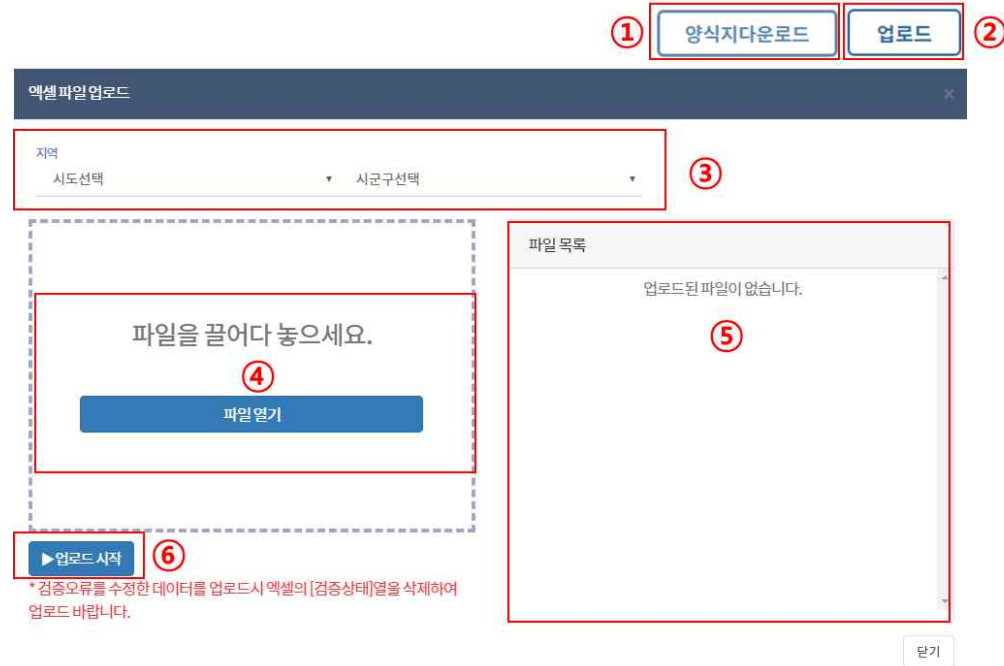 ① 양식지다운로드 업로드 ②
엑셀 파일 업로드 ×
지역
시도선택 ▼ 시군구선택 ▼ ③
파일 목록
업로드된 파일이 없습니다.
파일을 끌어다 놓으세요.
⑤
④
파일 열기
▶업로드 시작 ⑥
* 검증오류를 수정한 데이터를 업로드시 엑셀의 [검증상태]열을 삭제하여
업로드 바랍니다.
닫기